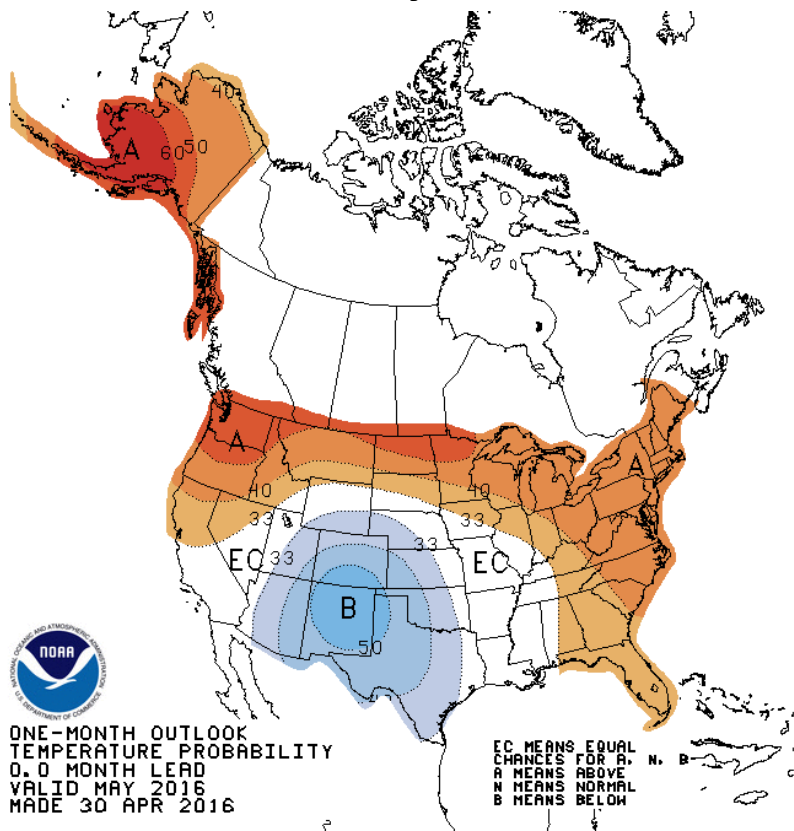 40
A
60 50
A
A
40
40
33
33
EC
33
33
EC
B
50
NATIONAL OCEANIC AND ATMOSPHERIC ADMINISTRATION
NOAA
U.S. DEPARTMENT OF COMMERCE
ONE-MONTH OUTLOOK
TEMPERATURE PROBABILITY
0.0 MONTH LEAD
VALID MAY 2016
MADE 30 APR 2016
EC MEANS EQUAL
CHANCES FOR A, N, B
A MEANS ABOVE
N MEANS NORMAL
B MEANS BELOW